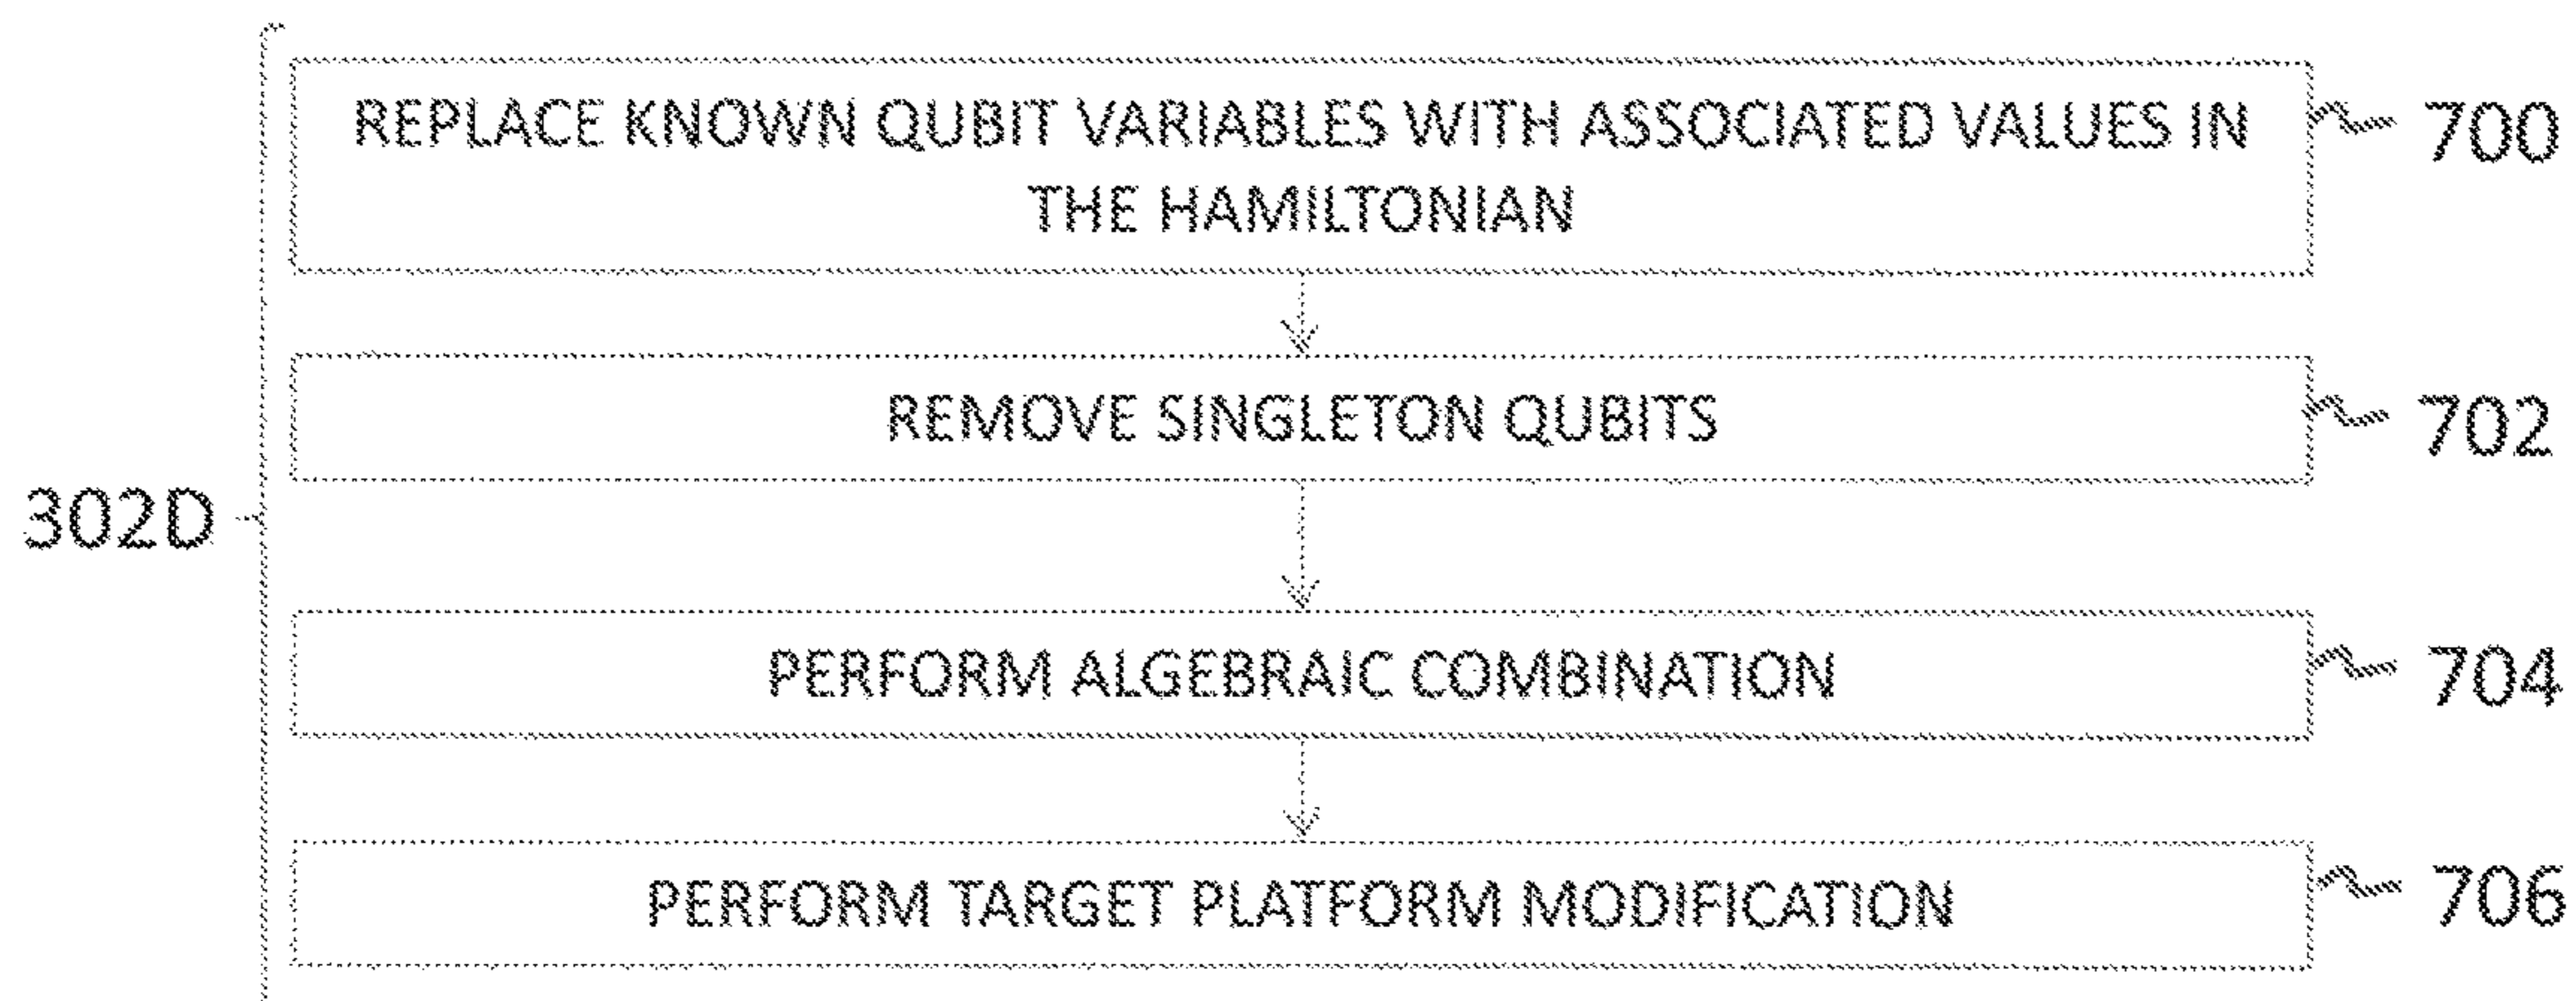 REPLACE KNOWN QUBIT VARIABLES WITH ASSOCIATED VALUES IN
THE HAMILTONIAN
700
REMOVE SINGLETON QUBITS
702
302D
PERFORM ALGEBRAIC COMBINATION
704
PERFORM TARGET PLATFORM MODIFICATION
706